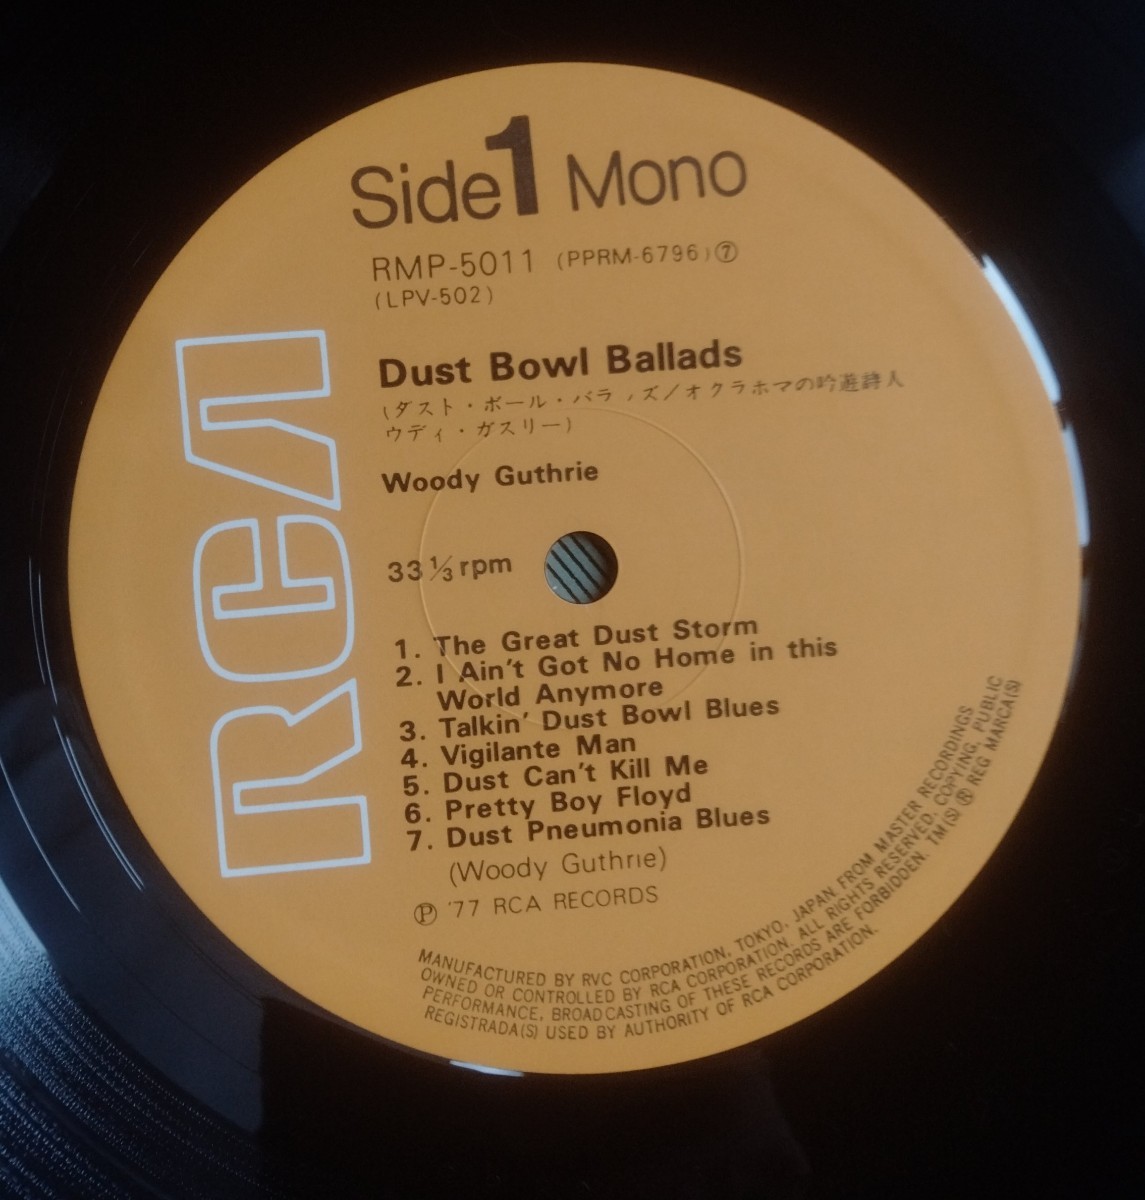 Side 1 Mono
RMP-5011 (PPRM-6796) ⑦
(LPV-502)
Dust Bowl Ballads
(ダスト・ボール・バラッズ/オクラホマの吟遊詩人
ウディ・ガスリー)
Woody Guthrie
33 1/3 rpm
1. The Great Dust Storm
2. I Ain't Got No Home in this
World Anymore
3. Talkin' Dust Bowl Blues
4. Vigilante Man
5. Dust Can't Kill Me
6. Pretty Boy Floyd
7. Dust Pneumonia Blues
(Woody Guthrie)
Ⓟ '77 RCA RECORDS
RCA
MANUFACTURED BY RVC CORPORATION, TOKYO, JAPAN. FROM MASTER RECORDINGS
OWNED OR CONTROLLED BY RCA CORPORATION. ALL RIGHTS RESERVED. COPYING, PUBLIC
PERFORMANCE, BROADCASTING OF THESE RECORDS ARE FORBIDDEN. TM(S) ® REG MARCA(S)
REGISTRADA(S) USED BY AUTHORITY OF RCA CORPORATION.